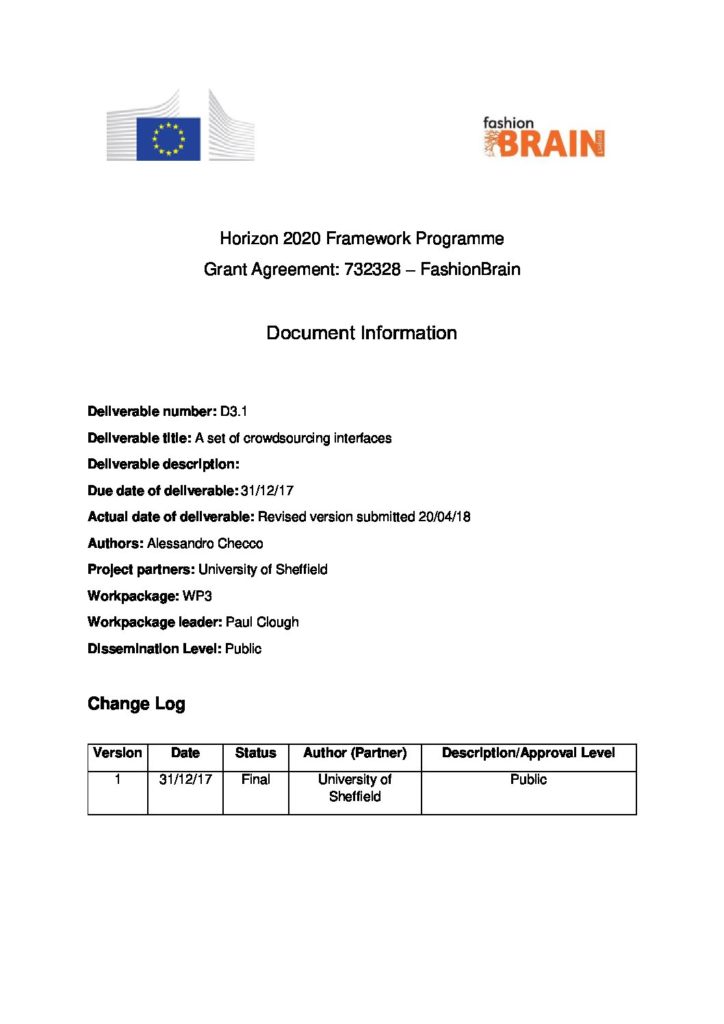 fashion
BRAIN
Horizon 2020 Framework Programme
Grant Agreement: 732328 – FashionBrain
Document Information
Deliverable number: D3.1
Deliverable title: A set of crowdsourcing interfaces
Deliverable description:
Due date of deliverable: 31/12/17
Actual date of deliverable: Revised version submitted 20/04/18
Authors: Alessandro Checco
Project partners: University of Sheffield
Workpackage: WP3
Workpackage leader: Paul Clough
Dissemination Level: Public
Change Log
Version Date Status Author (Partner) Description/Approval Level
1 31/12/17 Final University of Public
Sheffield